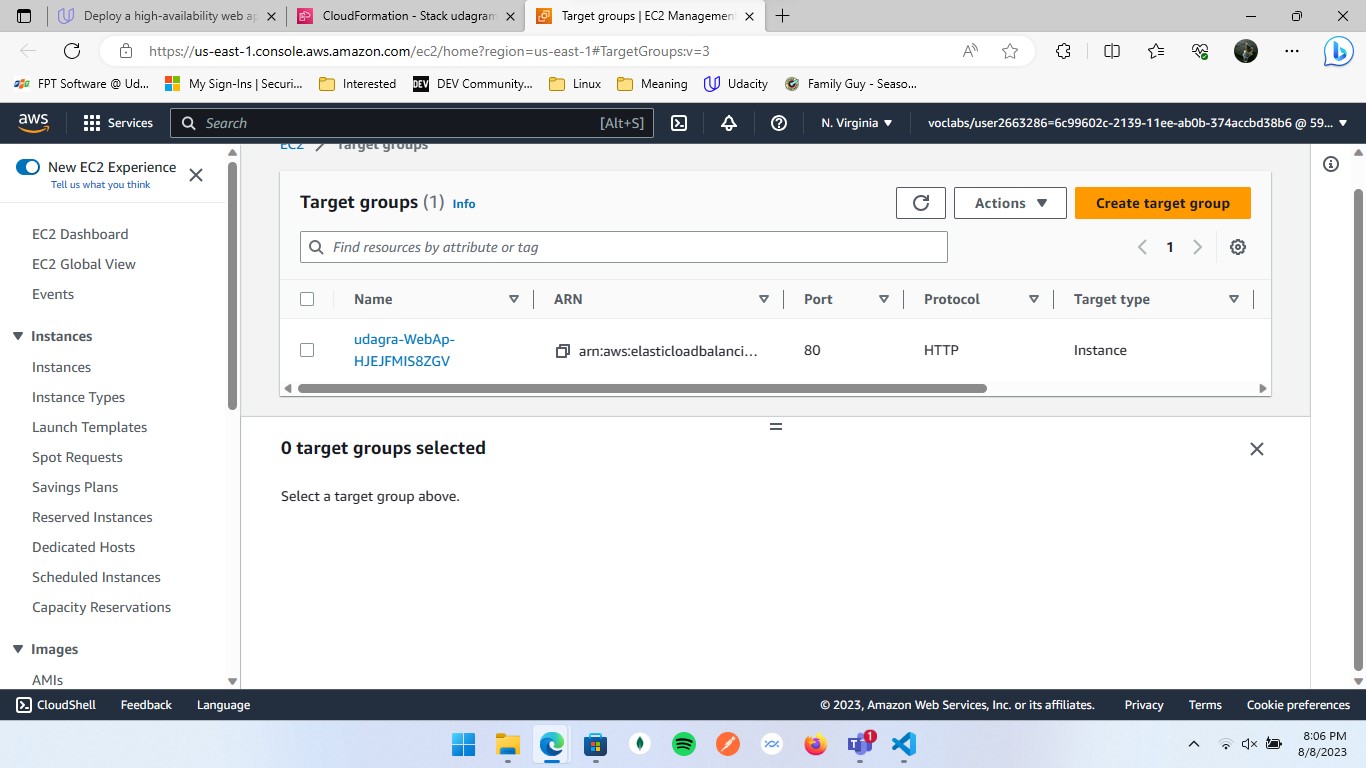 Deploy a high-availability web ap
CloudFormation - Stack udagram
Target groups | EC2 Management
https://us-east-1.console.aws.amazon.com/ec2/home?region=us-east-1#TargetGroups:v=3
FPT Software @ Ud...
My Sign-Ins | Securi...
Interested
DEV Community...
Linux
Meaning
Udacity
Family Guy - Seaso...
aws
Services
Search
[Alt+S]
N. Virginia
voclabs/user2663286=6c99602c-2139-11ee-ab0b-374accbd38b6 @ 59...
New EC2 Experience
Tell us what you think
EC2 Dashboard
EC2 Global View
Events
Instances
Instances
Instance Types
Launch Templates
Spot Requests
Savings Plans
Reserved Instances
Dedicated Hosts
Scheduled Instances
Capacity Reservations
Images
AMIs
EC2 > Target groups
Target groups (1) Info
Actions
Create target group
Find resources by attribute or tag
1
Name
ARN
Port
Protocol
Target type
udagra-WebAp-
HJEJFMIS8ZGV
arn:aws:elasticloadbalanci...
80
HTTP
Instance
0 target groups selected
Select a target group above.
CloudShell
Feedback
Language
© 2023, Amazon Web Services, Inc. or its affiliates.
Privacy
Terms
Cookie preferences
1
8:06 PM
8/8/2023